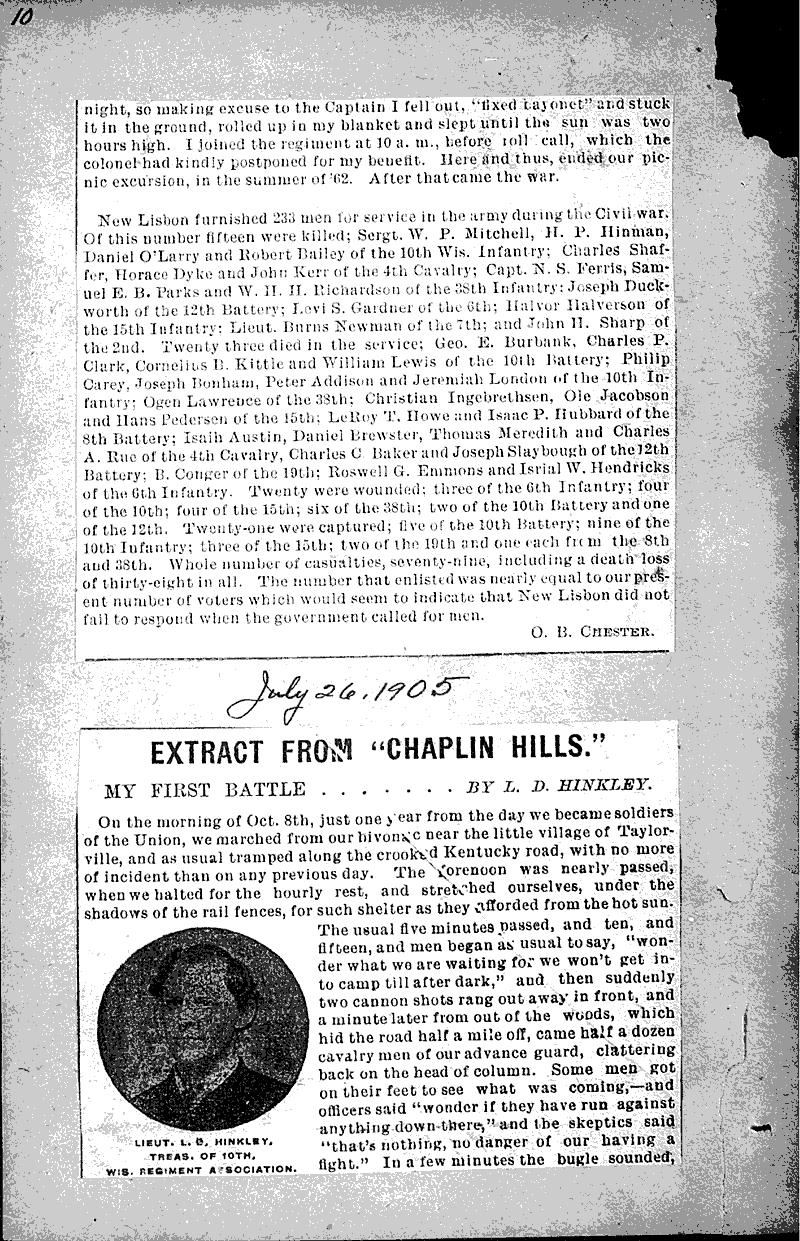 10
night, so making excuse to the Captain I fell out, "fixed bayonet" and stuck
it in the ground, rolled up in my blanket and slept until the sun was two
hours high. I joined the regiment at 10 a. m., before roll call, which the
colonel had kindly postponed for my benefit. Here and thus, ended our pic-
nic excursion, in the summer of '62. After that came the war.
New Lisbon furnished 233 men for service in the army during the Civil war.
Of this number fifteen were killed; Sergt. W. P. Mitchell, H. P. Hinman,
Daniel O'Larry and Robert Bailey of the 10th Wis. Infantry; Charles Shaf-
fer, Horace Dyke and John Kerr of the 4th Cavalry; Capt. N. S. Ferris, Sam-
uel E. B. Parks and W. H. H. Richardson of the 38th Infantry; Joseph Duck-
worth of the 12th Battery; Levi S. Gardner of the 6th; Halvor Halverson of
the 15th Infantry; Lieut. Burns Newman of the 7th; and John H. Sharp of
the 2nd. Twenty three died in the service; Geo. E. Burbank, Charles P.
Clark, Cornelius B. Kittle and William Lewis of the 10th Battery; Philip
Carey, Joseph Bonham, Peter Addison and Jeremiah London of the 10th In-
fantry; Ogen Lawrence of the 38th; Christian Ingebrethsen, Ole Jacobson
and Hans Pedersen of the 15th; LeRoy T. Howe and Isaac P. Hubbard of the
8th Battery; Isaih Austin, Daniel Brewster, Thomas Meredith and Charles
A. Rue of the 4th Cavalry, Charles C. Baker and Joseph Slaybough of the 12th
Battery; B. Conger of the 19th; Roswell G. Emmons and Isrial W. Hendricks
of the 6th Infantry. Twenty were wounded; three of the 6th Infantry; four
of the 10th; four of the 15th; six of the 38th; two of the 10th Battery and one
of the 12th. Twenty-one were captured; five of the 10th Battery; nine of the
10th Infantry; three of the 15th; two of the 19th and one each from the 8th
and 38th. Whole number of casualties, seventy-nine, including a death loss
of thirty-eight in all. The number that enlisted was nearly equal to our pres-
ent number of voters which would seem to indicate that New Lisbon did not
fail to respond when the government called for men.
O. B. CHESTER.
July 26, 1905
EXTRACT FROM "CHAPLIN HILLS."
MY FIRST BATTLE . . . . . . . BY L. D. HINKLEY.
On the morning of Oct. 8th, just one year from the day we became soldiers
of the Union, we marched from our bivouac near the little village of Taylor-
ville, and as usual tramped along the crooked Kentucky road, with no more
of incident than on any previous day. The forenoon was nearly passed,
when we halted for the hourly rest, and stretched ourselves, under the
shadows of the rail fences, for such shelter as they afforded from the hot sun.
The usual five minutes passed, and ten, and
fifteen, and men began as usual to say, "won-
der what we are waiting for we won't get in-
to camp till after dark," and then suddenly
two cannon shots rang out away in front, and
a minute later from out of the woods, which
hid the road half a mile off, came half a dozen
cavalry men of our advance guard, clattering
back on the head of column. Some men got
on their feet to see what was coming,—and
officers said "wonder if they have run against
anything down there," and the skeptics said
"that's nothing, no danger of our having a
fight." In a few minutes the bugle sounded,
LIEUT. L. D. HINKLEY,
TREAS. OF 10TH,
WIS. REGIMENT ASSOCIATION.